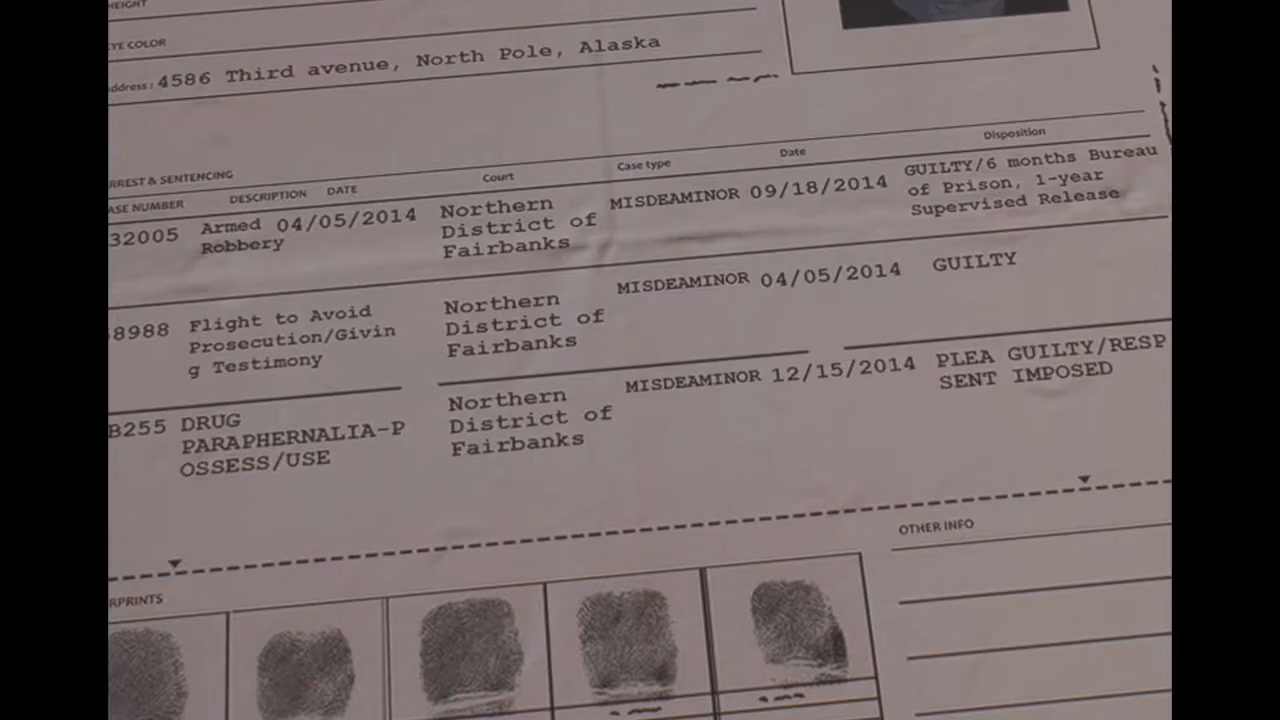 HEIGHT
EYE COLOR
ddress: 4586 Third avenue, North Pole, Alaska
RREST & SENTENCING
ASE NUMBER DESCRIPTION DATE Court Case type Date Disposition
32005 Armed 04/05/2014 Northern MISDEAMINOR 09/18/2014 GUILTY/6 months Bureau
Robbery District of of Prison, 1-year
Fairbanks Supervised Release
8988 Flight to Avoid Northern MISDEAMINOR 04/05/2014 GUILTY
Prosecution/Givin District of
g Testimony Fairbanks
B255 DRUG Northern MISDEAMINOR 12/15/2014 PLEA GUILTY/RESP
PARAPHERNALIA-P District of SENT IMPOSED
OSSESS/USE Fairbanks
OTHER INFO
RPRINTS